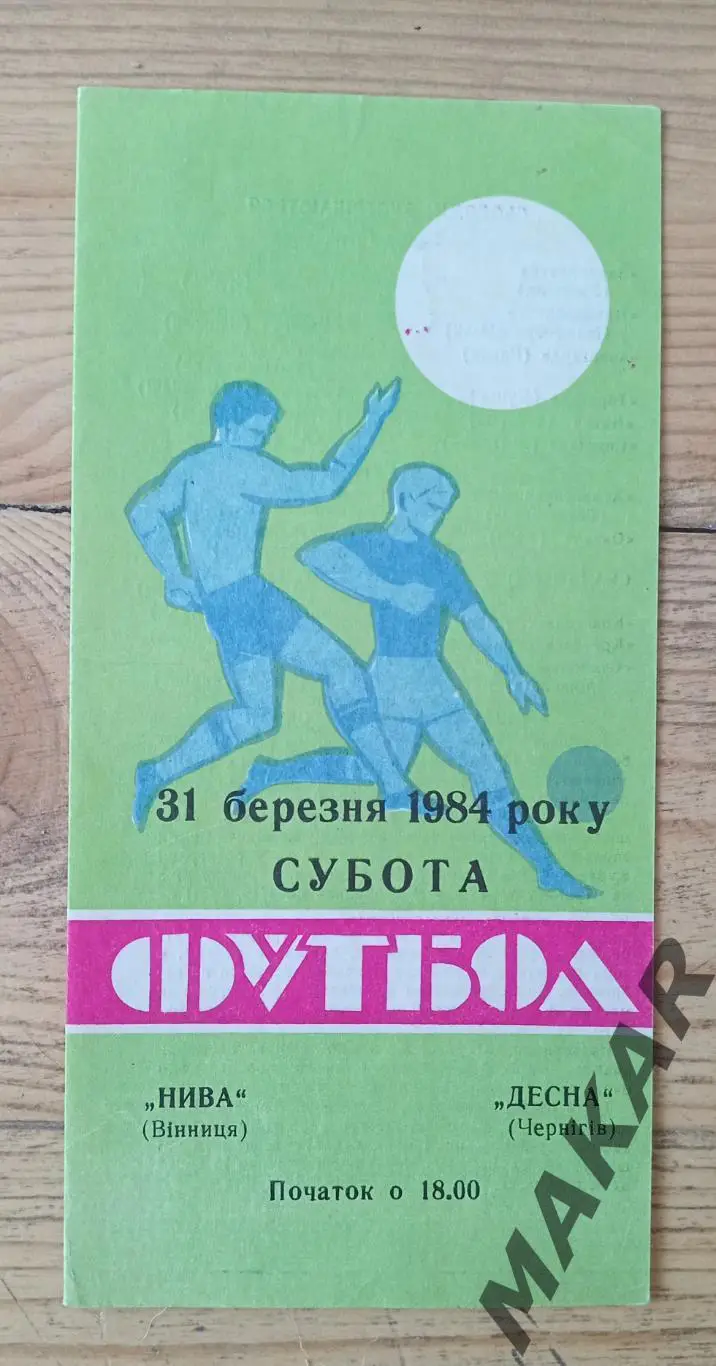 31 березня 1984 року
СУБОТА
ФУТБОЛ
„НИВА“
(Вінниця)
„ДЕСНА“
(Чернігів)
Початок о 18.00
MAKAR